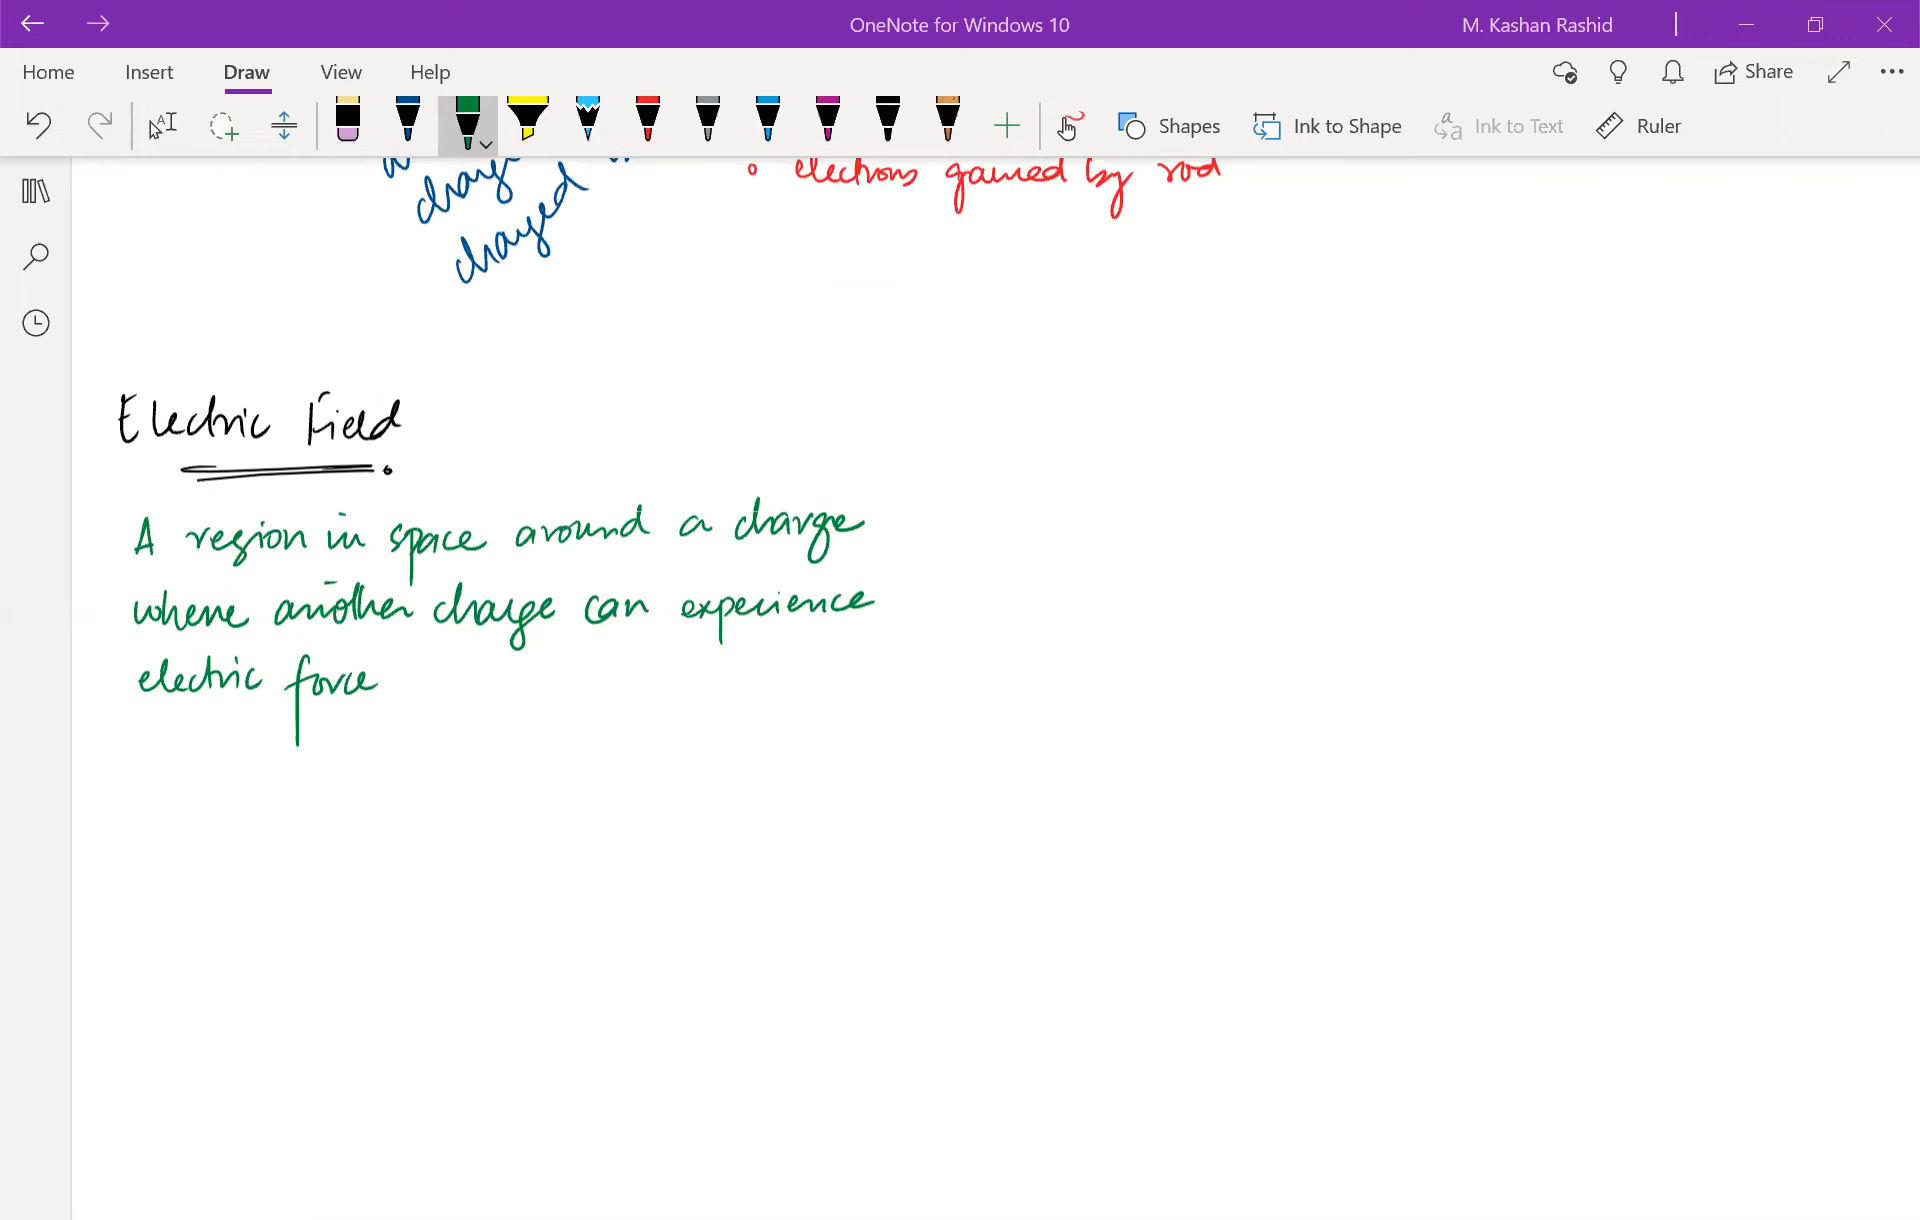 OneNote for Windows 10
M. Kashan Rashid
Home Insert Draw View Help
Share
Shapes Ink to Shape Ink to Text Ruler
charge
charged
• electrons gained by rod
Electric Field
A region in space around a charge
where another charge can experience
electric force